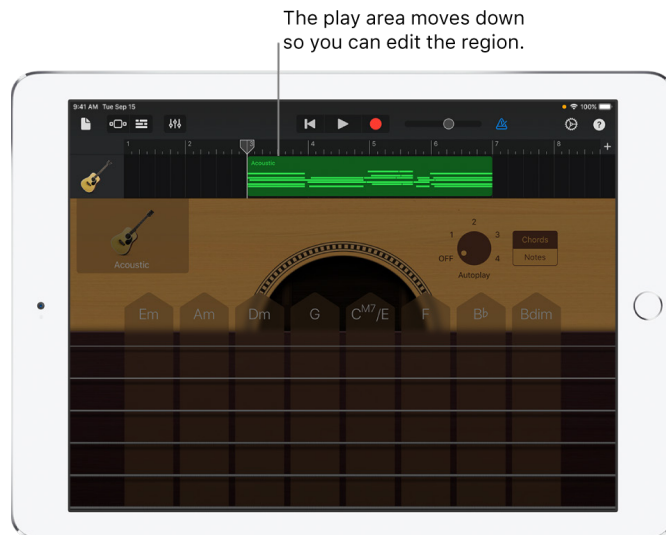 The play area moves down
so you can edit the region.
9:41 AM Tue Sep 15
100%
?
1 2 3 4 5 6 7 8 +
Acoustic
Acoustic
2
1 3
OFF 4
Autoplay
Chords
Notes
Em Am Dm G CM7/E F B♭ Bdim